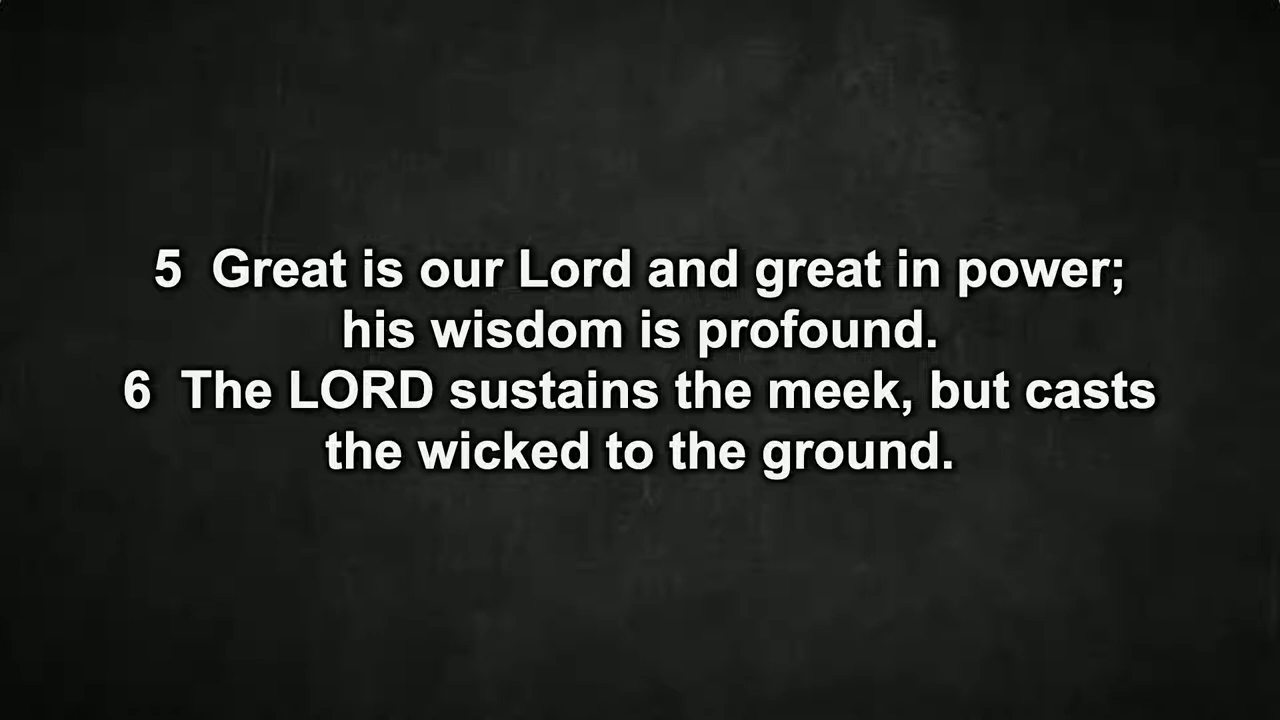 5  Great is our Lord and great in power;
his wisdom is profound.
6  The LORD sustains the meek, but casts
the wicked to the ground.